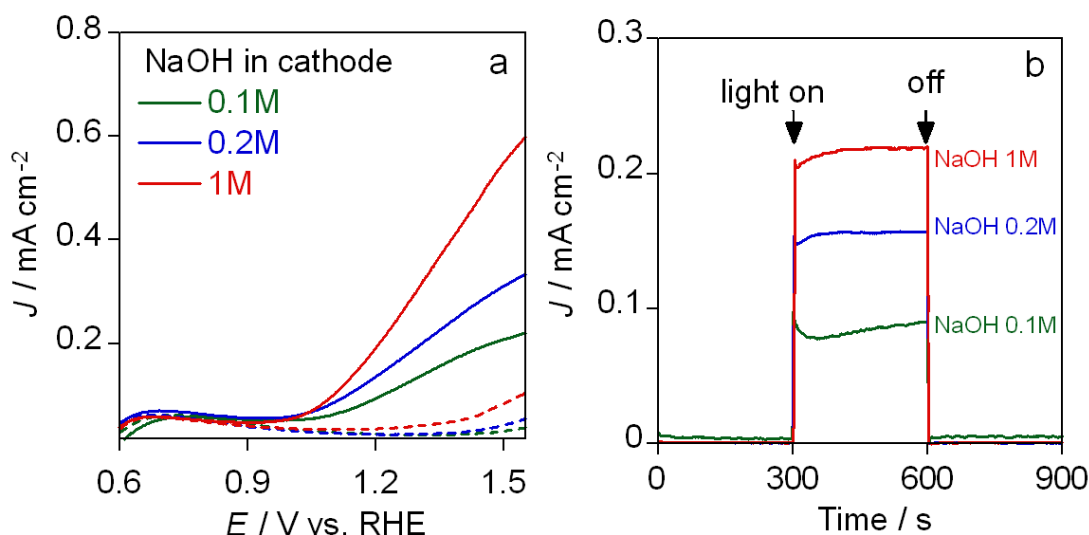 NaOH in cathode
a
0.1M
0.2M
1M
0.8
0.6
0.4
0.2
J / mA cm-2
0.6
0.9
1.2
1.5
E / V vs. RHE
b
light on
off
NaOH 1M
NaOH 0.2M
NaOH 0.1M
0.3
0.2
0.1
0
J / mA cm-2
0
300
600
900
Time / s